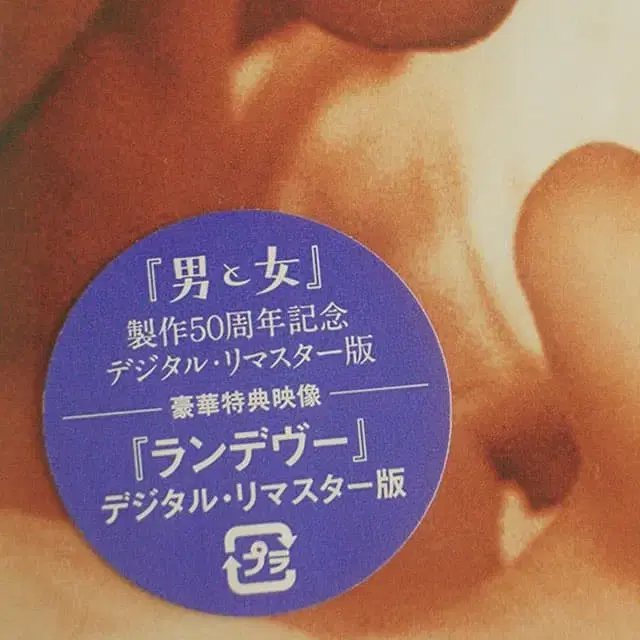 『男と女』
製作50周年記念
デジタル・リマスター版
豪華特典映像
『ランデヴー』
デジタル・リマスター版
プラ